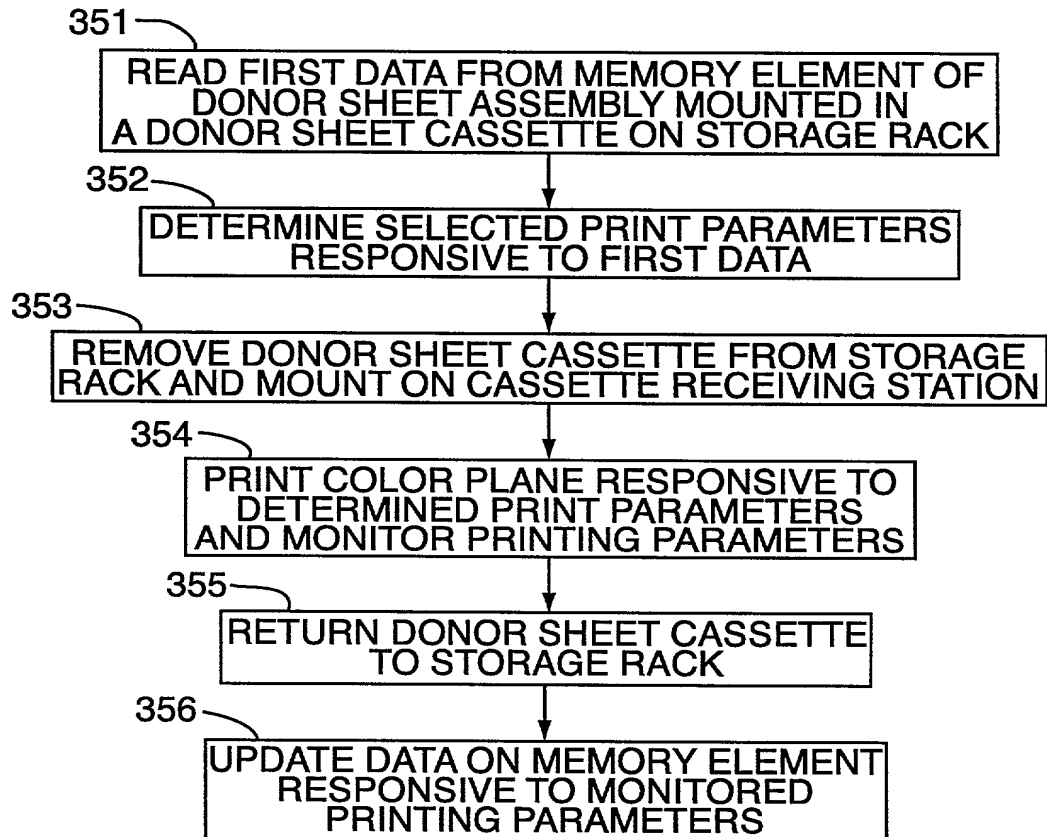 351
READ FIRST DATA FROM MEMORY ELEMENT OF
DONOR SHEET ASSEMBLY MOUNTED IN
A DONOR SHEET CASSETTE ON STORAGE RACK
352
DETERMINE SELECTED PRINT PARAMETERS
RESPONSIVE TO FIRST DATA
353
REMOVE DONOR SHEET CASSETTE FROM STORAGE
RACK AND MOUNT ON CASSETTE RECEIVING STATION
354
PRINT COLOR PLANE RESPONSIVE TO
DETERMINED PRINT PARAMETERS
AND MONITOR PRINTING PARAMETERS
355
RETURN DONOR SHEET CASSETTE
TO STORAGE RACK
356
UPDATE DATA ON MEMORY ELEMENT
RESPONSIVE TO MONITORED
PRINTING PARAMETERS